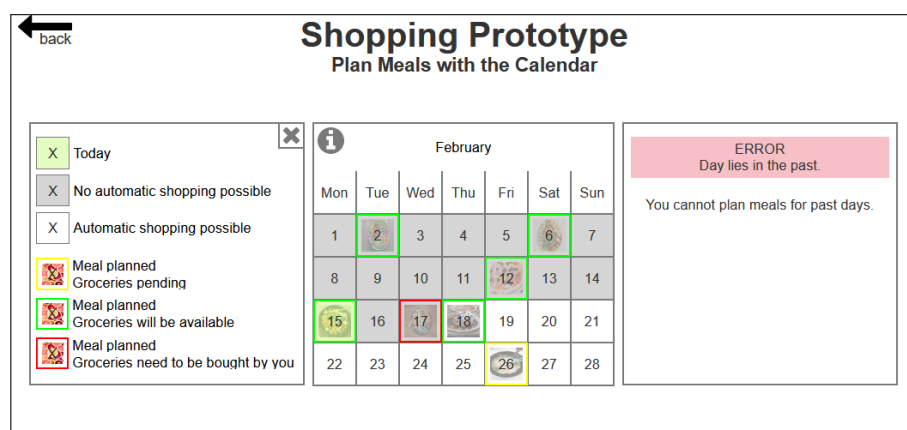 back
Shopping Prototype
Plan Meals with the Calendar
X Today
X No automatic shopping possible
X Automatic shopping possible
X Meal planned
Groceries pending
X Meal planned
Groceries will be available
X Meal planned
Groceries need to be bought by you
i February
Mon Tue Wed Thu Fri Sat Sun
1 2 3 4 5 6 7
8 9 10 11 12 13 14
15 16 17 18 19 20 21
22 23 24 25 26 27 28
ERROR
Day lies in the past.
You cannot plan meals for past days.